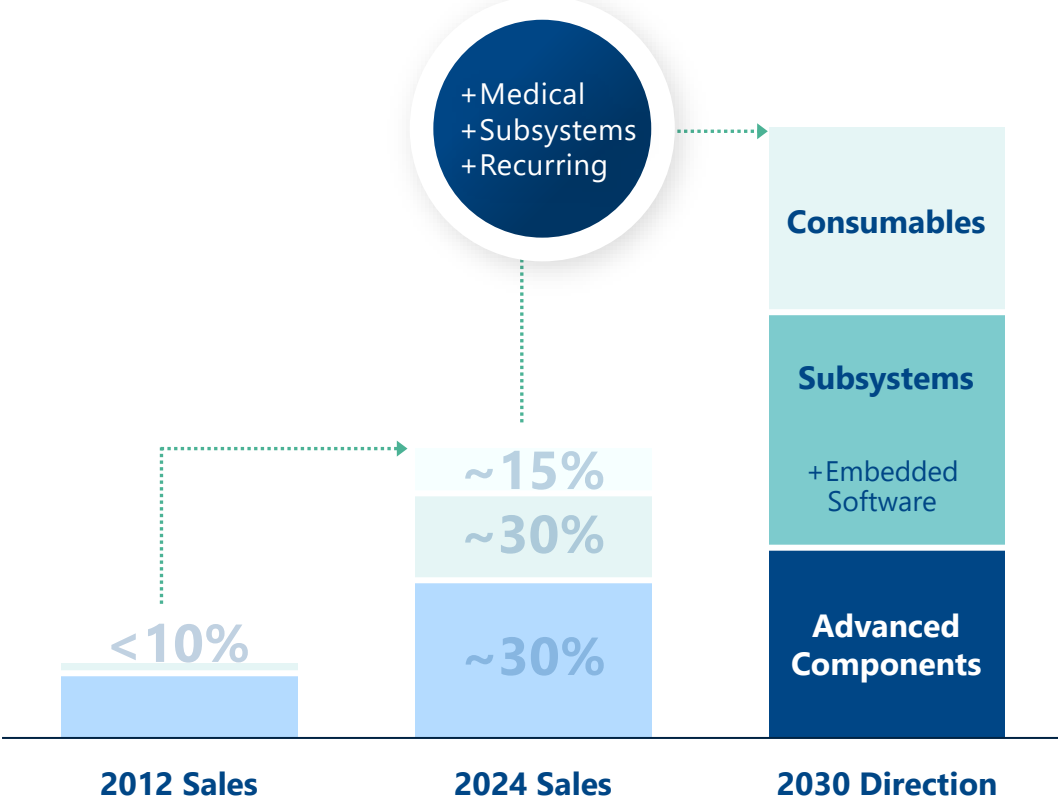 +Medical
+Subsystems
+Recurring
Consumables
Subsystems
+Embedded
Software
Advanced
Components
~15%
~30%
~30%
<10%
2012 Sales
2024 Sales
2030 Direction